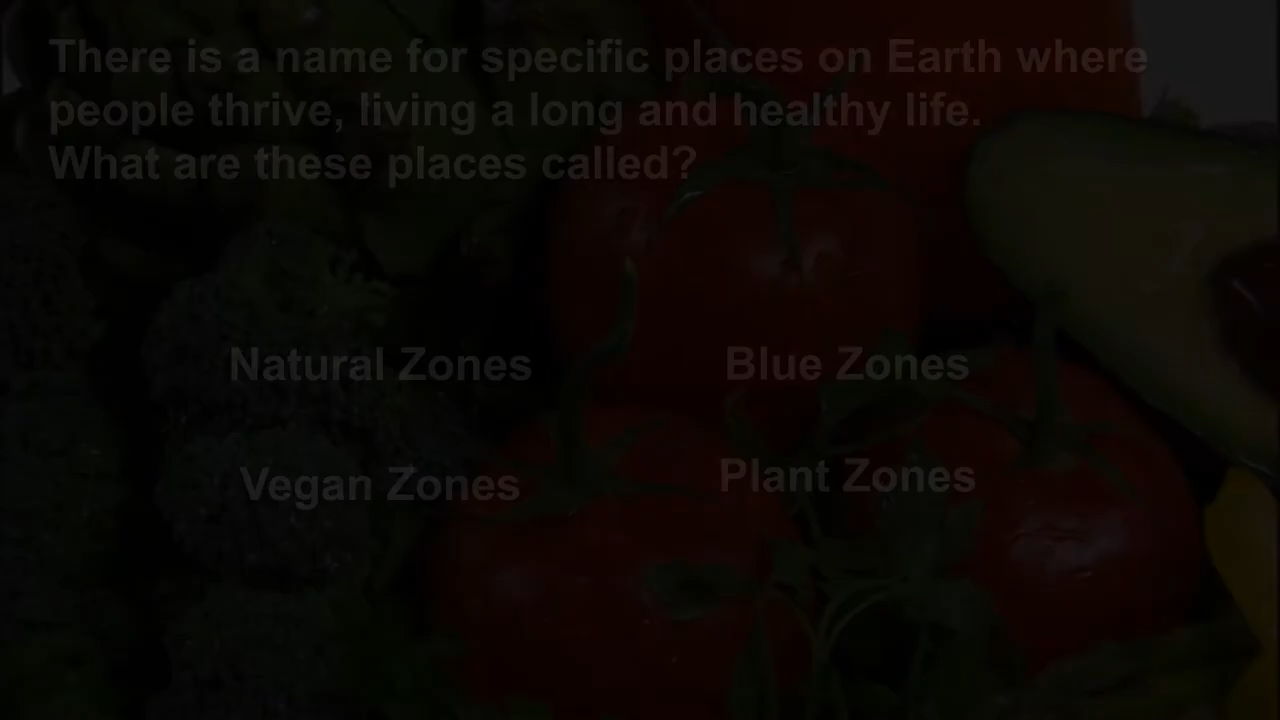 There is a name for specific places on Earth where
people thrive, living a long and healthy life.
What are these places called?
Natural Zones
Blue Zones
Vegan Zones
Plant Zones